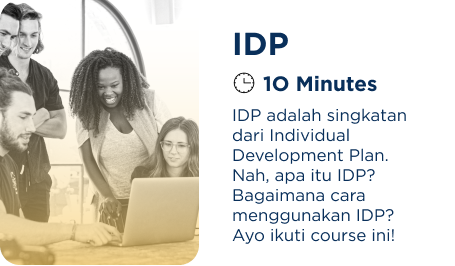 IDP
10 Minutes
IDP adalah singkatan
dari Individual
Development Plan.
Nah, apa itu IDP?
Bagaimana cara
menggunakan IDP?
Ayo ikuti course ini!